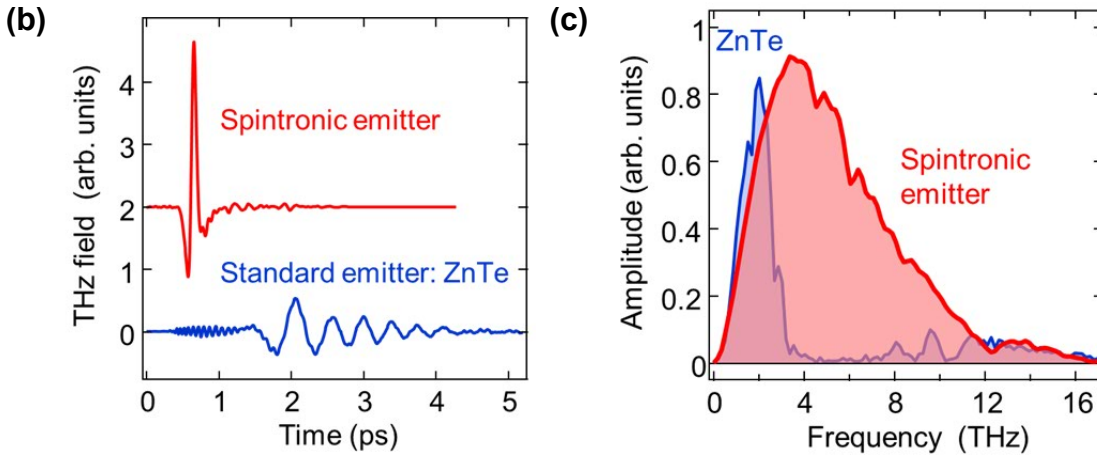 (b)
THz field (arb. units)
4
3
2
1
0
Spintronic emitter
Standard emitter: ZnTe
0
1
2
3
4
5
Time (ps)
(c)
Amplitude (arb. units)
1
0.8
0.6
0.4
0.2
0
ZnTe
Spintronic
emitter
0
4
8
12
16
Frequency (THz)